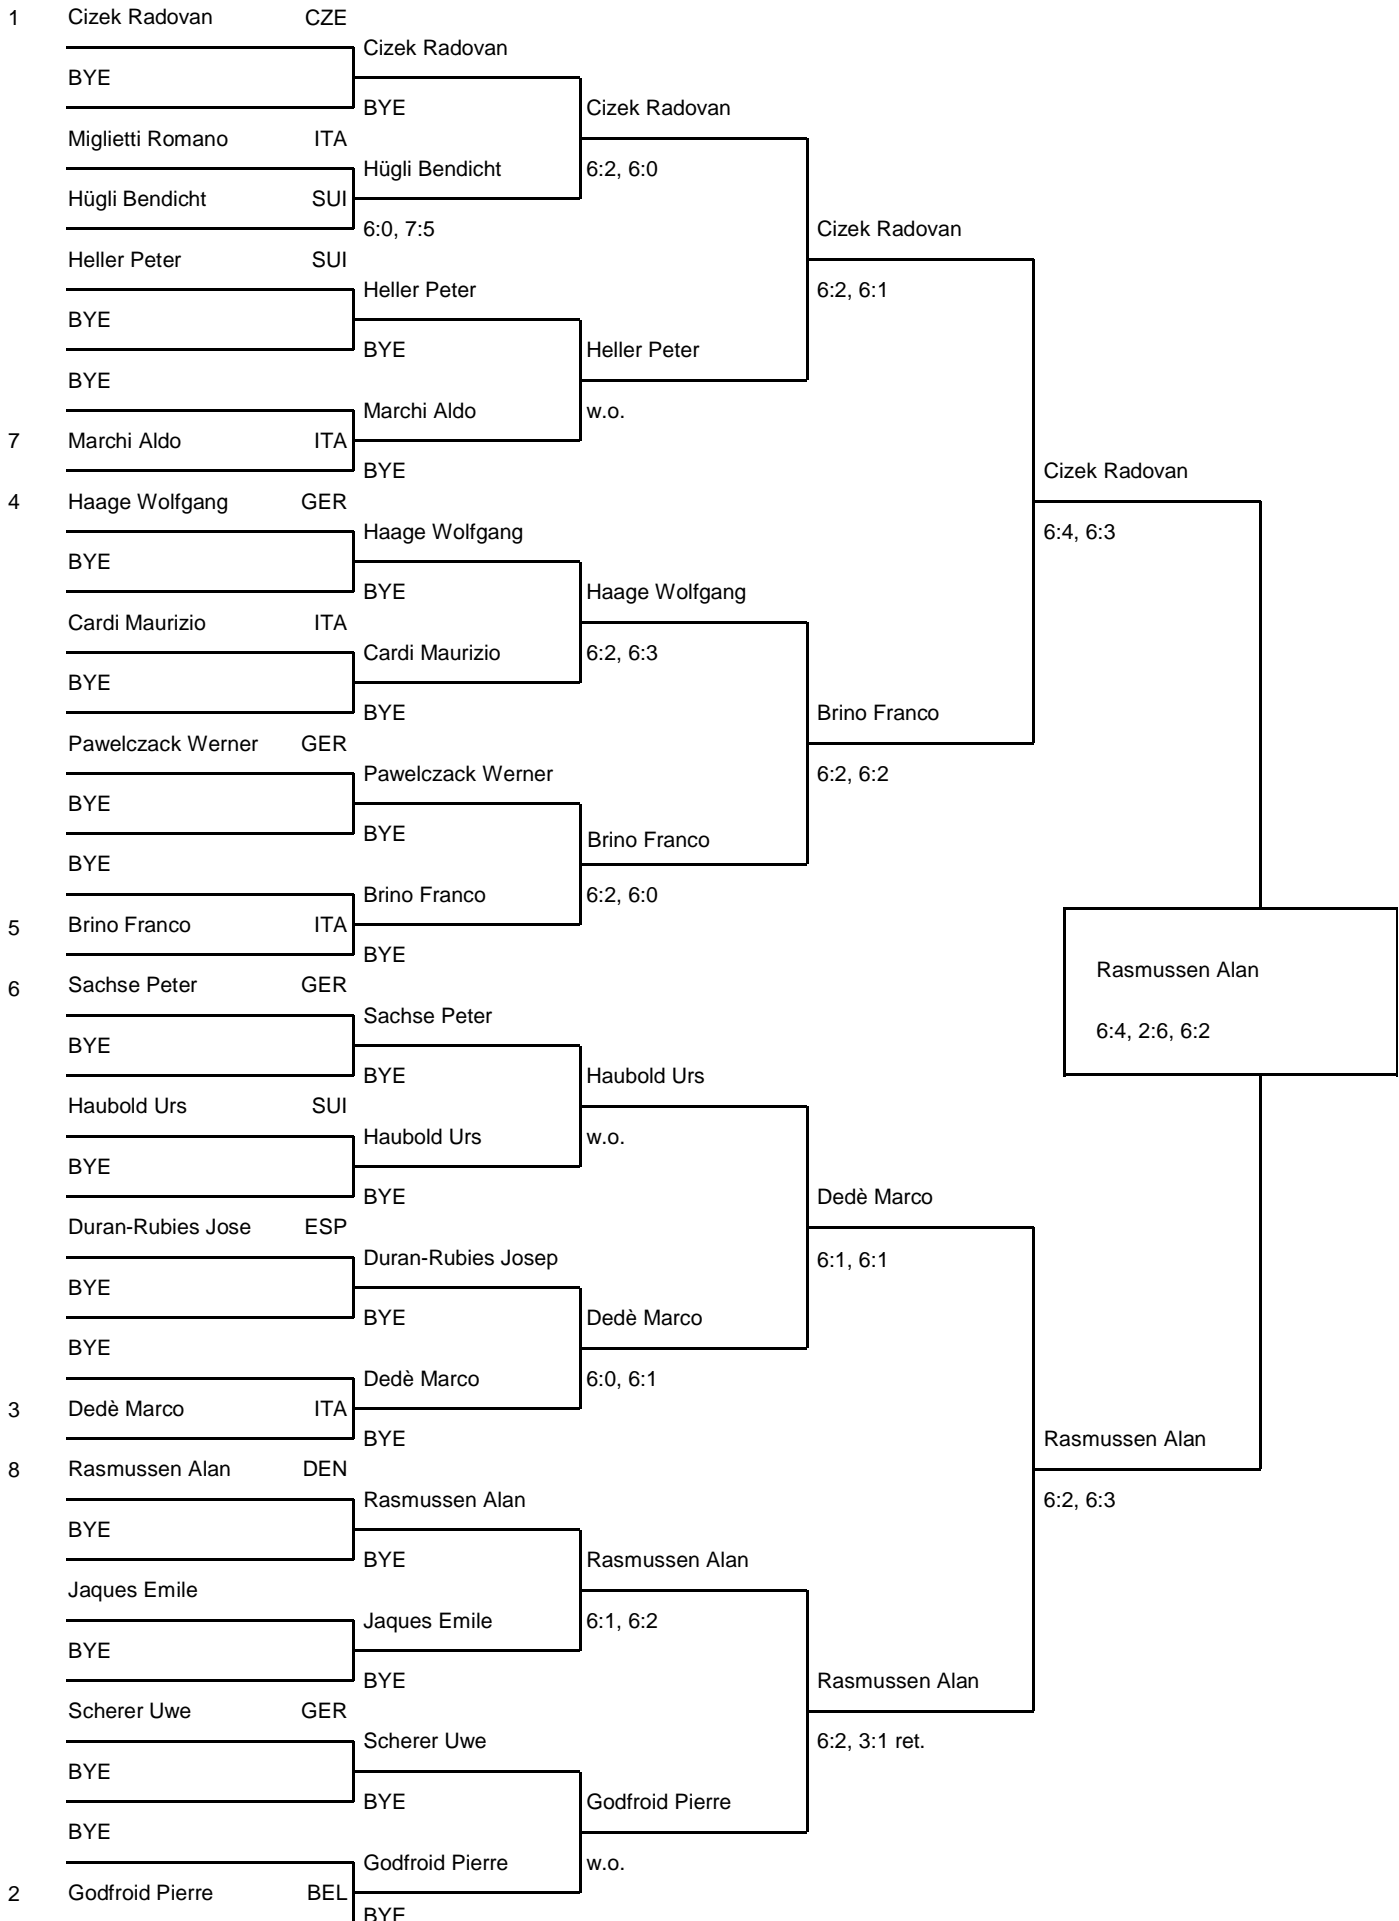 1 Cizek Radovan CZE
Cizek Radovan
BYE
BYE Cizek Radovan
Miglietti Romano ITA
Hügli Bendicht 6:2, 6:0
Hügli Bendicht SUI
6:0, 7:5 Cizek Radovan
Heller Peter SUI
Heller Peter 6:2, 6:1
BYE
BYE Heller Peter
BYE
Marchi Aldo w.o.
7 Marchi Aldo ITA
BYE Cizek Radovan
4 Haage Wolfgang GER
Haage Wolfgang 6:4, 6:3
BYE
BYE Haage Wolfgang
Cardi Maurizio ITA
Cardi Maurizio 6:2, 6:3
BYE
BYE Brino Franco
Pawelczack Werner GER
Pawelczack Werner 6:2, 6:2
BYE
BYE Brino Franco
BYE
Brino Franco 6:2, 6:0
5 Brino Franco ITA
BYE
Rasmussen Alan
6 Sachse Peter GER
Sachse Peter
6:4, 2:6, 6:2
BYE
BYE Haubold Urs
Haubold Urs SUI
Haubold Urs w.o.
BYE
BYE Dedè Marco
Duran-Rubies Jose ESP
Duran-Rubies Josep 6:1, 6:1
BYE
BYE Dedè Marco
BYE
Dedè Marco 6:0, 6:1
3 Dedè Marco ITA
BYE Rasmussen Alan
8 Rasmussen Alan DEN
Rasmussen Alan 6:2, 6:3
BYE
BYE Rasmussen Alan
Jaques Emile
Jaques Emile 6:1, 6:2
BYE
BYE Rasmussen Alan
Scherer Uwe GER
Scherer Uwe 6:2, 3:1 ret.
BYE
BYE Godfroid Pierre
BYE
Godfroid Pierre w.o.
2 Godfroid Pierre BEL
BYE